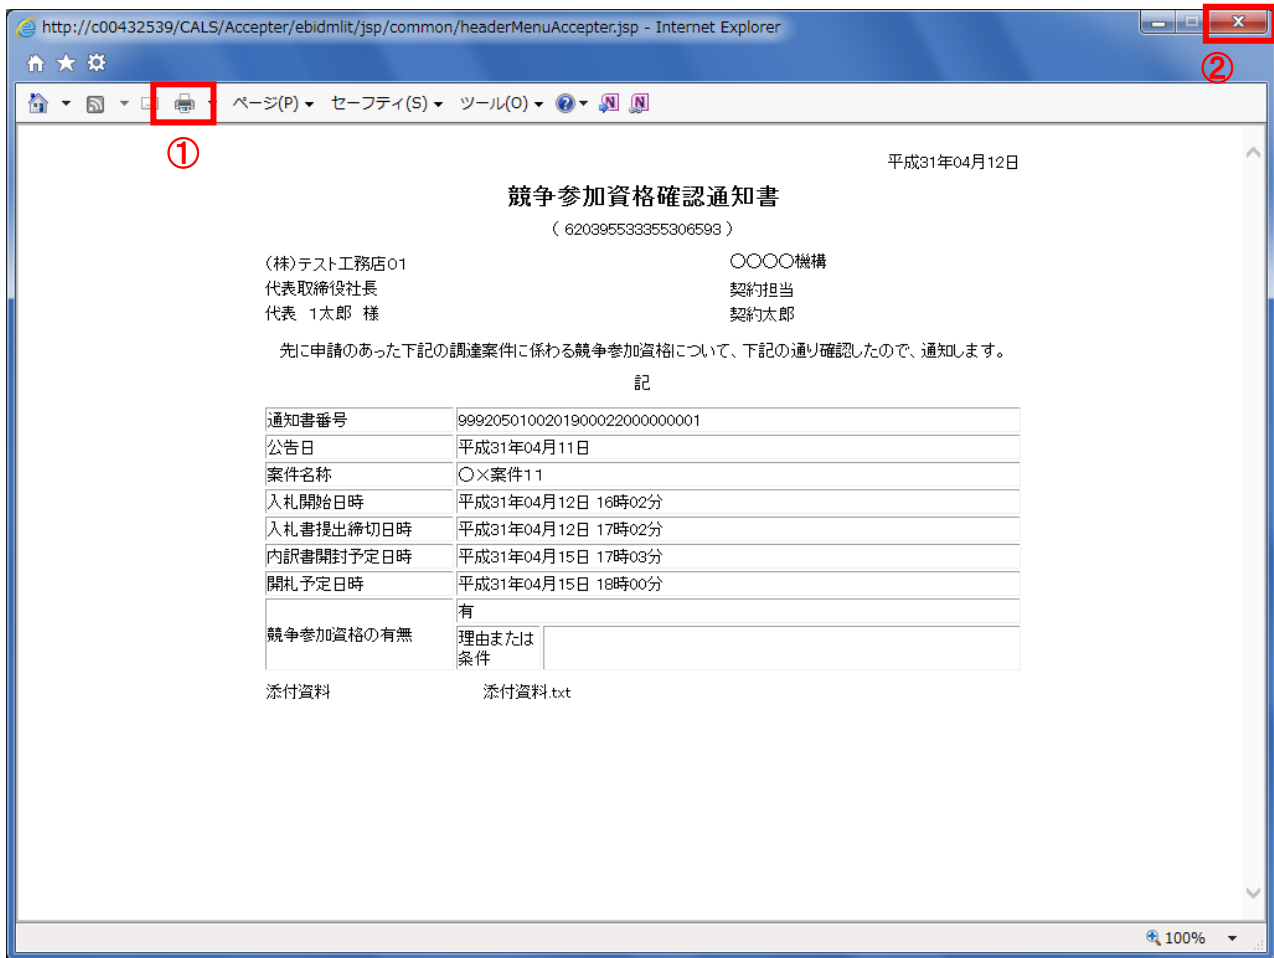 http://c00432539/CALS/Accepter/ebidmlit/jsp/common/headerMenuAccepter.jsp - Internet Explorer
②
ページ(P) セーフティ(S) ツール(O)
①
平成31年04月12日
競争参加資格確認通知書
( 620395533355306593 )
(株)テスト工務店01 〇〇〇〇機構
代表取締役社長 契約担当
代表 1太郎 様 契約太郎
先に申請のあった下記の調達案件に係わる競争参加資格について、下記の通り確認したので、通知します。
記
通知書番号 9992050100201900022000000001
公告日 平成31年04月11日
案件名称 〇×案件11
入札開始日時 平成31年04月12日 16時02分
入札書提出締切日時 平成31年04月12日 17時02分
内訳書開封予定日時 平成31年04月15日 17時03分
開札予定日時 平成31年04月15日 18時00分
競争参加資格の有無 有
理由または
条件
添付資料 添付資料.txt
100%